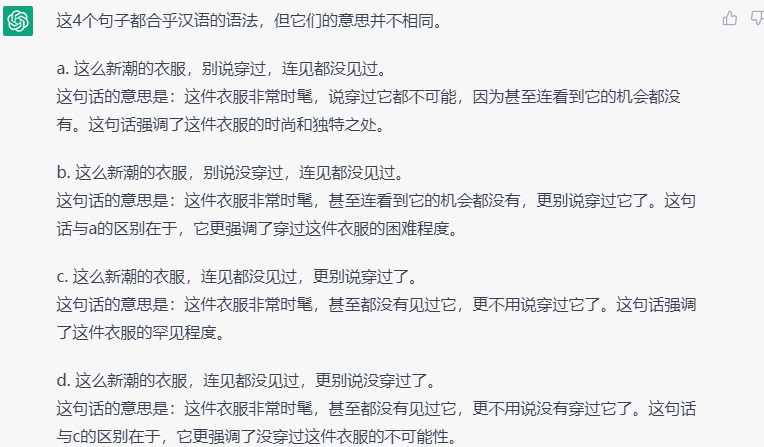 这4个句子都合乎汉语的语法，但它们的意思并不相同。
a. 这么新潮的衣服，别说穿过，连见都没见过。
这句话的意思是：这件衣服非常时髦，说穿过它都不可能，因为甚至连看到它的机会都没
有。这句话强调了这件衣服的时尚和独特之处。
b. 这么新潮的衣服，别说没穿过，连见都没见过。
这句话的意思是：这件衣服非常时髦，甚至连看到它的机会都没有，更别说穿过它了。这句
话与a的区别在于，它更强调了穿过这件衣服的困难程度。
c. 这么新潮的衣服，连见都没见过，更别说穿过了。
这句话的意思是：这件衣服非常时髦，甚至都没有见过它，更不用说穿过它了。这句话强调
了这件衣服的罕见程度。
d. 这么新潮的衣服，连见都没见过，更别说没穿过了。
这句话的意思是：这件衣服非常时髦，甚至都没有见过它，更不用说没有穿过它了。这句话
与c的区别在于，它更强调了没穿过这件衣服的不可能性。